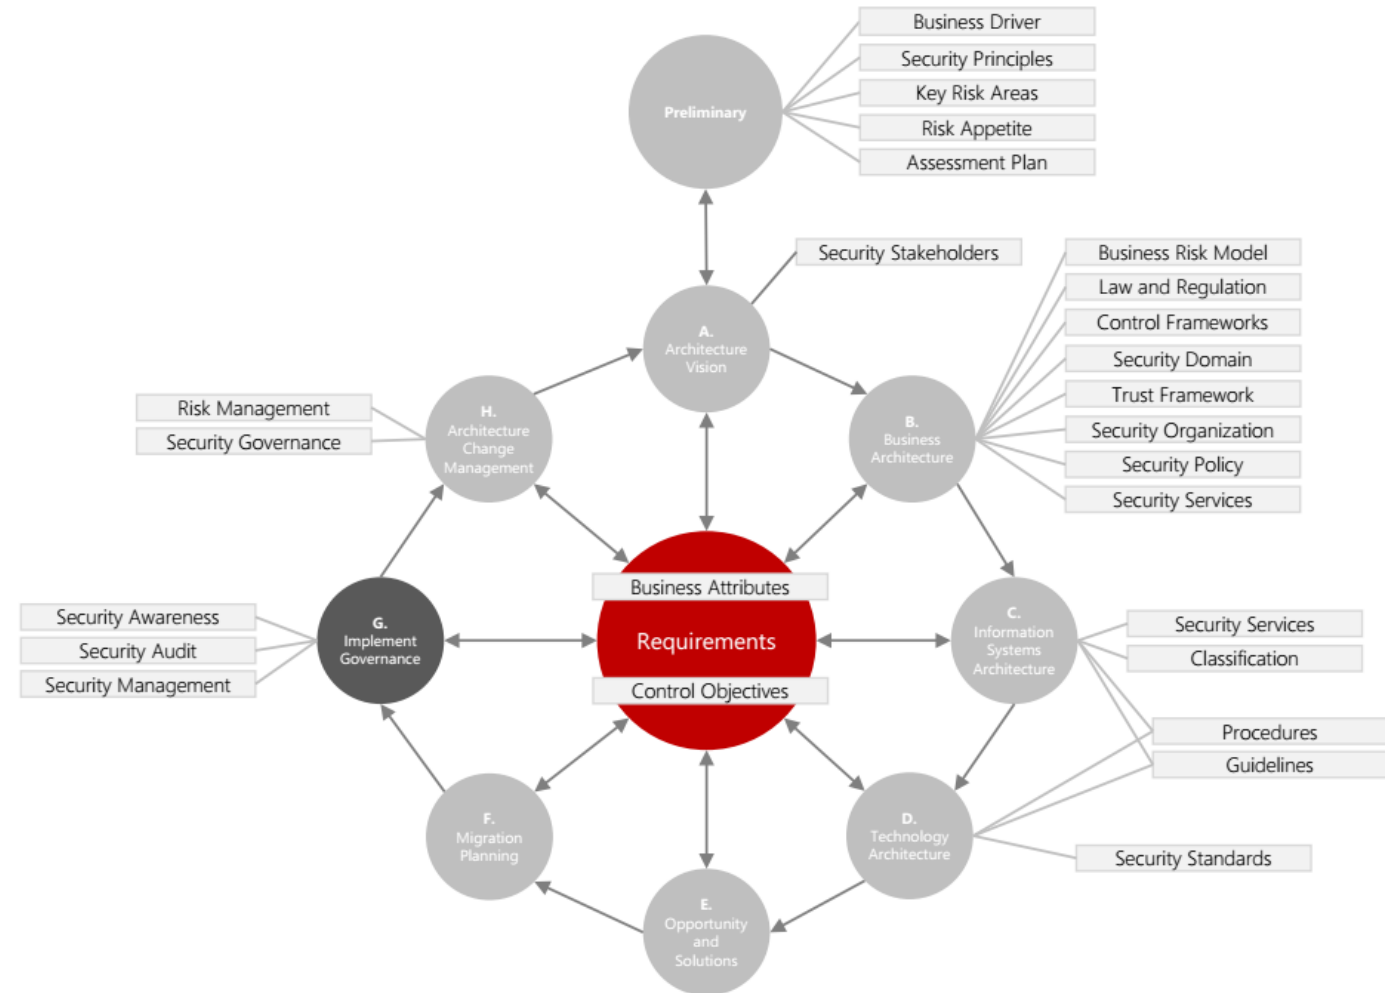 Business Driver
Security Principles
Key Risk Areas
Risk Appetite
Assessment Plan
Preliminary
Security Stakeholders
Business Risk Model
Law and Regulation
Control Frameworks
Security Domain
Trust Framework
Security Organization
Security Policy
Security Services
A.
Architecture
Vision
B.
Business
Architecture
Risk Management
Security Governance
H.
Architecture
Change
Management
Business Attributes
Requirements
Control Objectives
Security Awareness
Security Audit
Security Management
G.
Implement
Governance
C.
Information
Systems
Architecture
Security Services
Classification
Procedures
Guidelines
F.
Migration
Planning
D.
Technology
Architecture
Security Standards
E.
Opportunity
and
Solutions